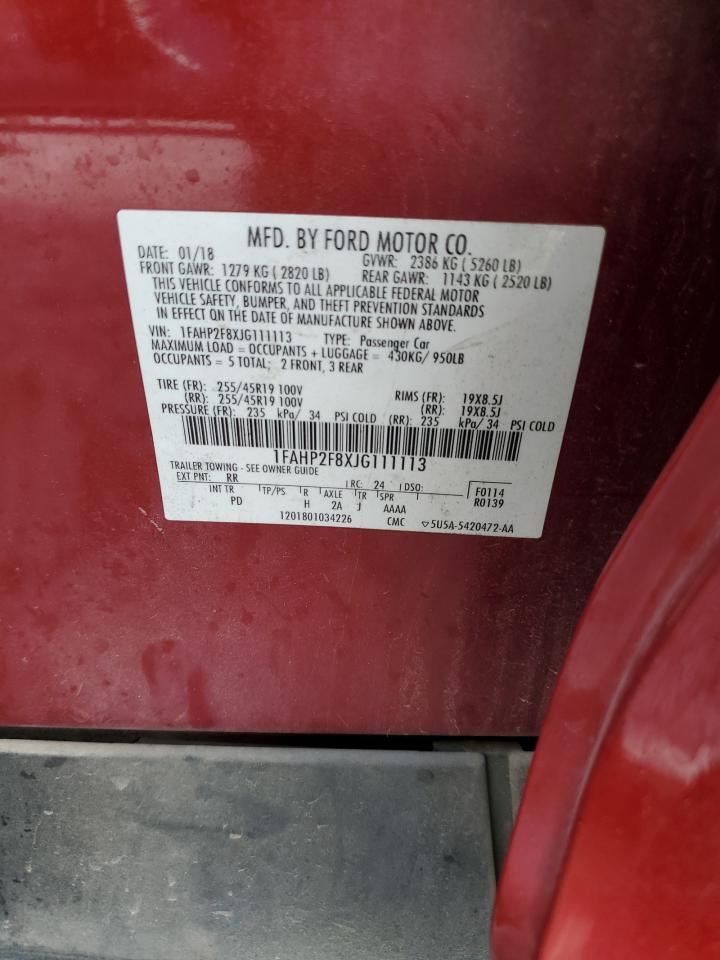 MFD. BY FORD MOTOR CO.
DATE: 01/18 GVWR: 2386 KG ( 5260 LB)
FRONT GAWR: 1279 KG ( 2820 LB) REAR GAWR: 1143 KG ( 2520 LB)
THIS VEHICLE CONFORMS TO ALL APPLICABLE FEDERAL MOTOR
VEHICLE SAFETY, BUMPER, AND THEFT PREVENTION STANDARDS
IN EFFECT ON THE DATE OF MANUFACTURE SHOWN ABOVE.
VIN: 1FAHP2F8XJG111113 TYPE: Passenger Car
MAXIMUM LOAD = OCCUPANTS + LUGGAGE = 430KG/ 950LB
OCCUPANTS = 5 TOTAL: 2 FRONT, 3 REAR
TIRE (FR): 255/45R19 100V RIMS (FR): 19X8.5J
(RR): 255/45R19 100V (RR): 19X8.5J
PRESSURE (FR): 235 kPa/ 34 PSI COLD (RR): 235 kPa/ 34 PSI COLD
1FAHP2F8XJG111113
TRAILER TOWING - SEE OWNER GUIDE
EXT PNT: RR RC: 24 DSO: F0114
INT TR TP/PS R AXLE TR SPR R0139
PD H 2A J AAAA
1201801034226 CMC ▽5U5A-5420472-AA